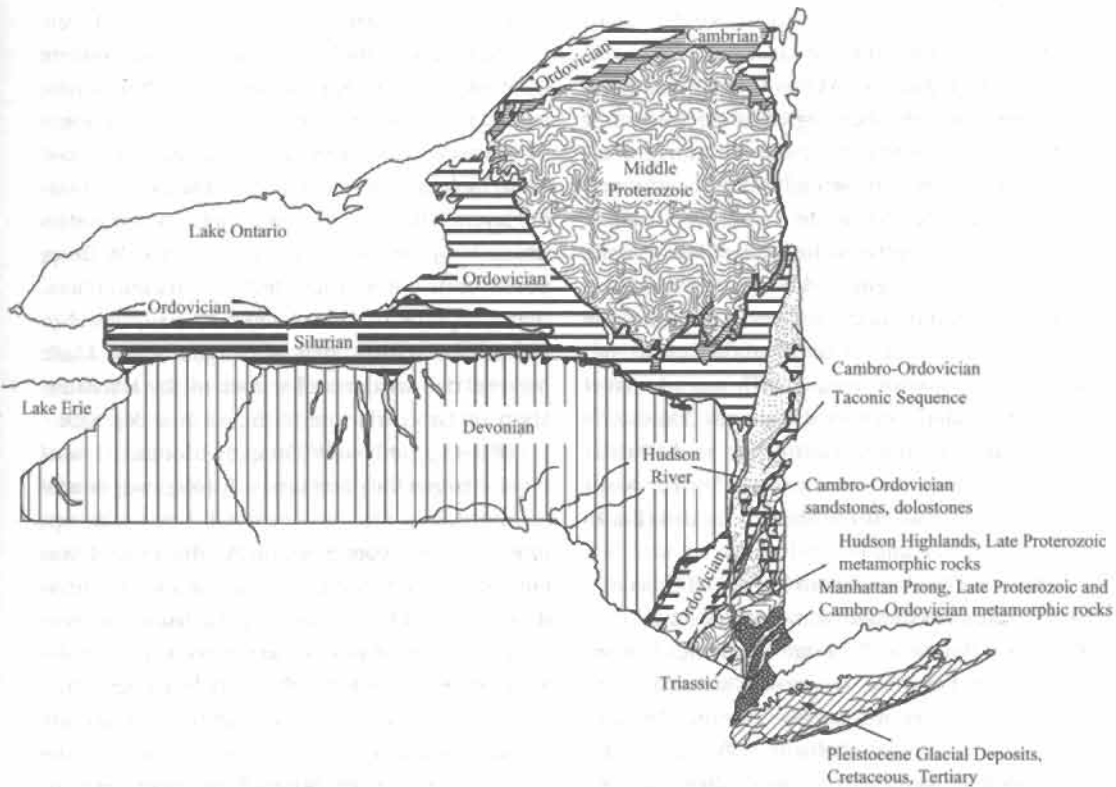 Cambrian
Ordovician
Middle
Proterozoic
Lake Ontario
Ordovician
Ordovician
Silurian
Cambro-Ordovician
Taconic Sequence
Lake Erie
Devonian
Hudson
River
Cambro-Ordovician
sandstones, dolostones
Hudson Highlands, Late Proterozoic
metamorphic rocks
Ordovician
Manhattan Prong, Late Proterozoic and
Cambro-Ordovician metamorphic rocks
Triassic
Pleistocene Glacial Deposits,
Cretaceous, Tertiary